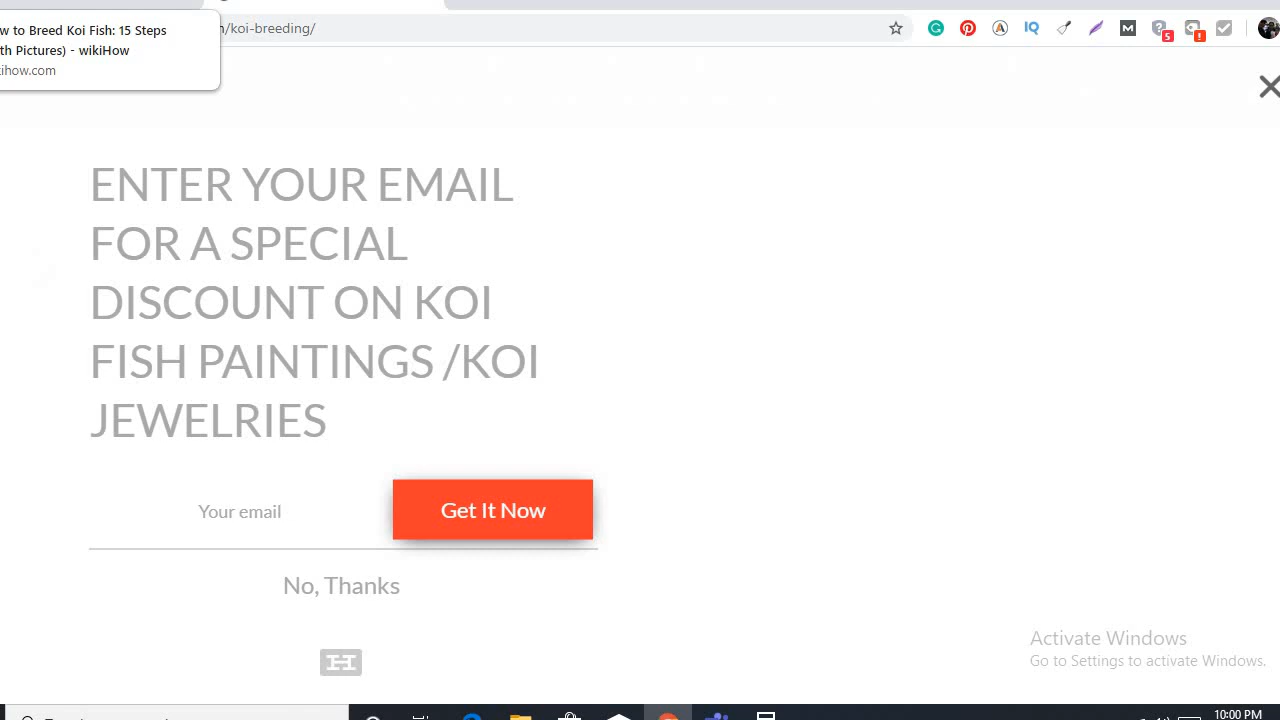 w to Breed Koi Fish: 15 Steps
th Pictures) - wikiHow
ihow.com
/koi-breeding/
IQ
M
5
!
ENTER YOUR EMAIL
FOR A SPECIAL
DISCOUNT ON KOI
FISH PAINTINGS /KOI
JEWELRIES
Your email
Get It Now
No, Thanks
Activate Windows
Go to Settings to activate Windows.
10:00 PM